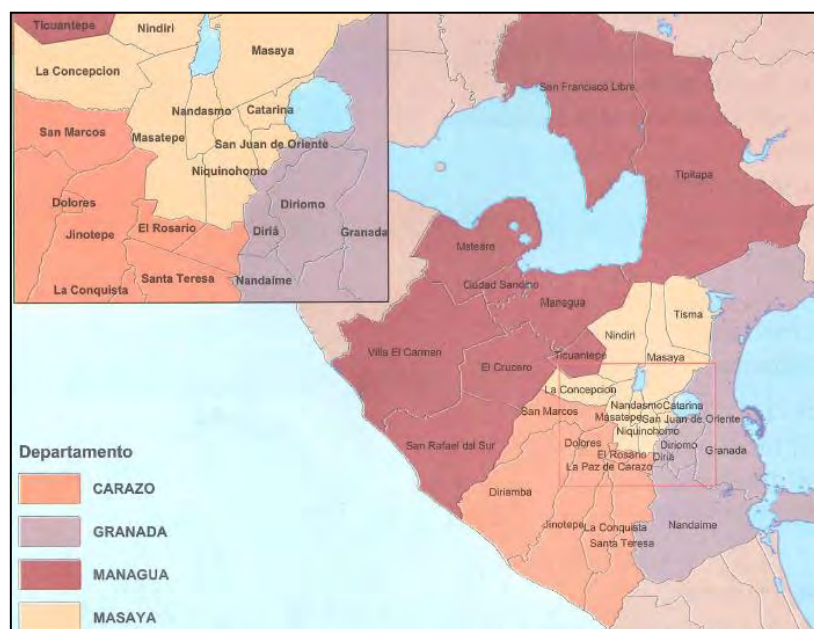 Ticuantepe
Nindiri
Masaya
La Concepcion
Nandasmo
Catarina
San Marcos
Masatepe
San Juan de Oriente
Niquinohomo
Dolores
Diriomo
El Rosario
Jinotepe
Diriá
Granada
Santa Teresa
Nandaime
La Conquista
San Francisco Libre
Tipitapa
Mateare
Ciudad Sandino
Managua
Tisma
Nindiri
Villa El Carmen
Ticuantepe
Masaya
El Crucero
La Concepcion
Nandasmo
Catarina
San Marcos
Masatepe
San Juan de Oriente
Niquinohomo
San Rafael del Sur
Dolores
Diriomo
Granada
El Rosario
Diriá
La Paz de Carazo
Diriamba
Jinotepe
La Conquista
Nandaime
Santa Teresa
Departamento
CARAZO
GRANADA
MANAGUA
MASAYA